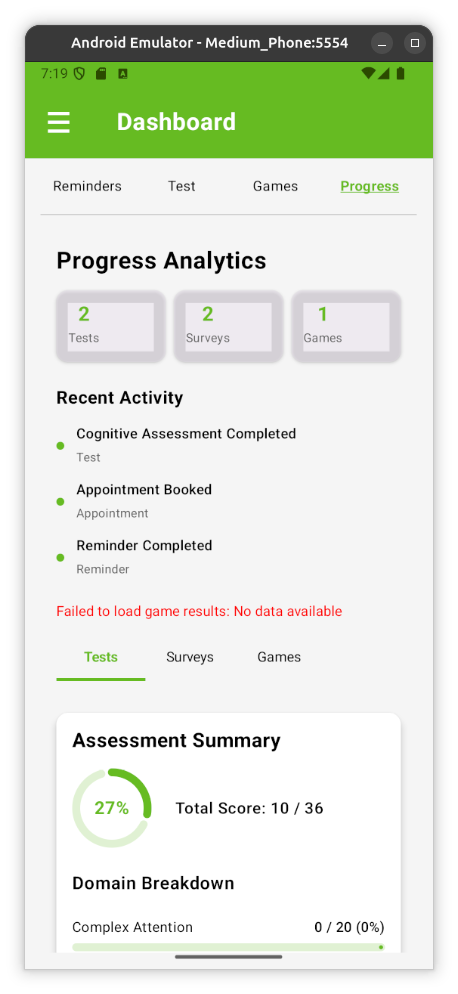 Android Emulator - Medium_Phone:5554
7:19
Dashboard
Reminders Test Games Progress
Progress Analytics
2 2 1
Tests Surveys Games
Recent Activity
Cognitive Assessment Completed
Test
Appointment Booked
Appointment
Reminder Completed
Reminder
Failed to load game results: No data available
Tests Surveys Games
Assessment Summary
27% Total Score: 10 / 36
Domain Breakdown
Complex Attention 0 / 20 (0%)